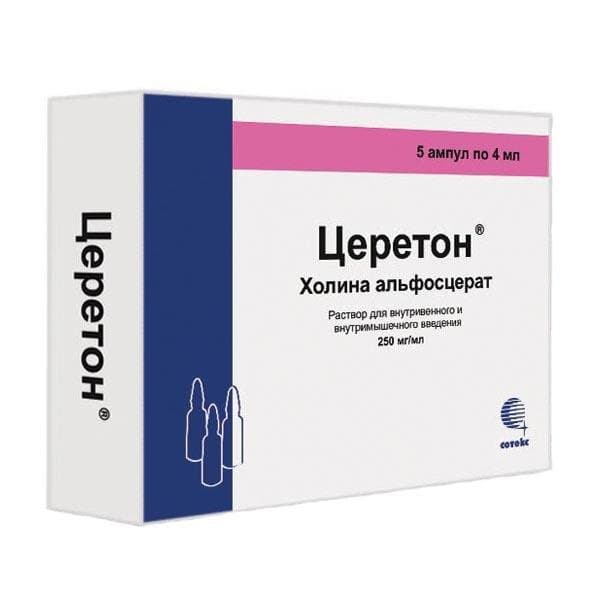 5 ампул по 4 мл
Церетон®
Холина альфосцерат
Раствор для внутривенного и
внутримышечного введения
250 мг/мл
сотекс
Церетон®